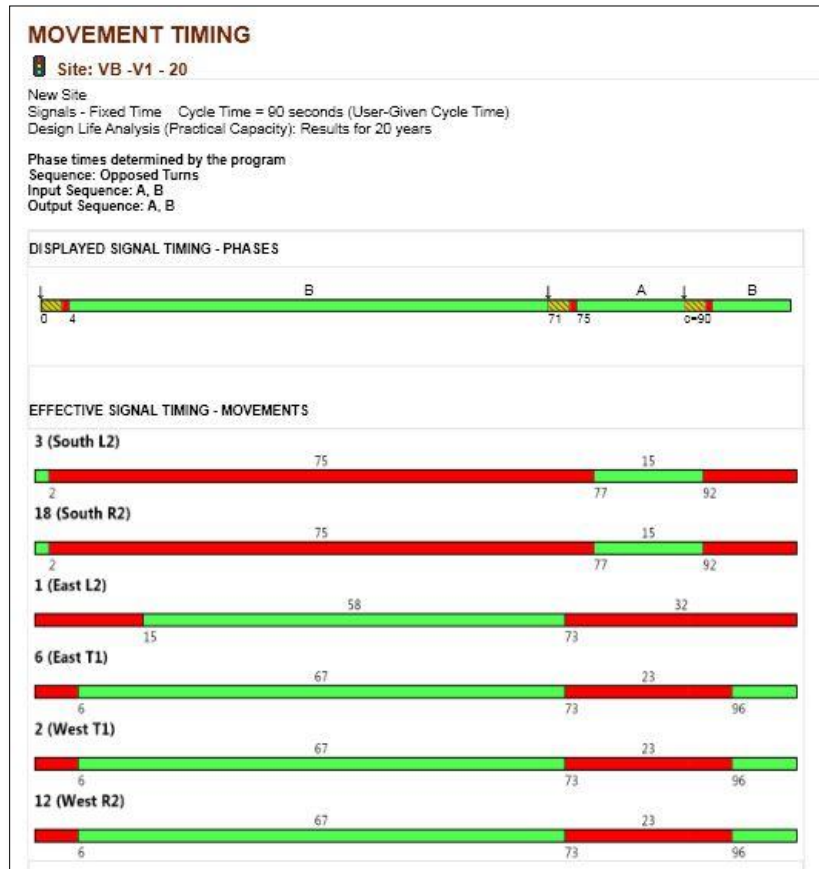 MOVEMENT TIMING
Site: VB -V1 - 20
New Site
Signals - Fixed Time Cycle Time = 90 seconds (User-Given Cycle Time)
Design Life Analysis (Practical Capacity): Results for 20 years
Phase times determined by the program
Sequence: Opposed Turns
Input Sequence: A, B
Output Sequence: A, B
DISPLAYED SIGNAL TIMING - PHASES
B A B
0 4 71 75 c=90
EFFECTIVE SIGNAL TIMING - MOVEMENTS
3 (South L2)
75 15
2 77 92
18 (South R2)
75 15
2 77 92
1 (East L2)
58 32
15 73
6 (East T1)
67 23
6 73 96
2 (West T1)
67 23
6 73 96
12 (West R2)
67 23
6 73 96